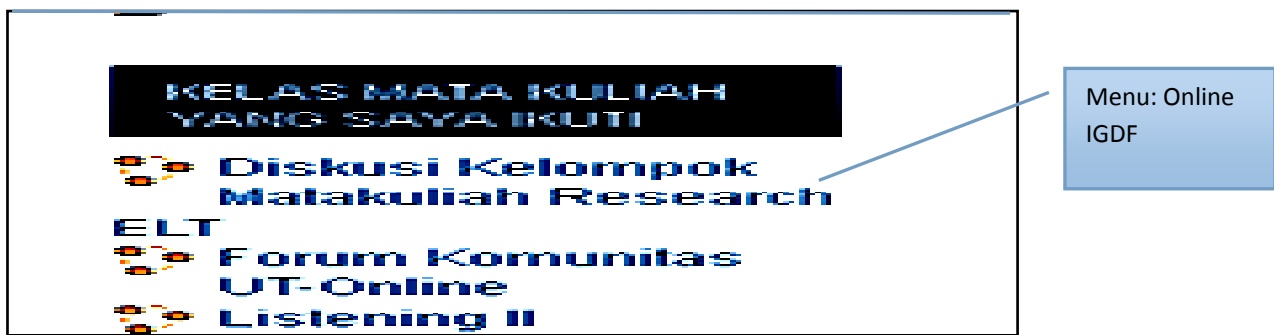 KELAS MATA KULIAH
YANG SAYA IKUTI
Diskusi Kelompok
Matakuliah Research
ELT
Forum Komunitas
UT-Online
Listening II
Menu: Online
IGDF